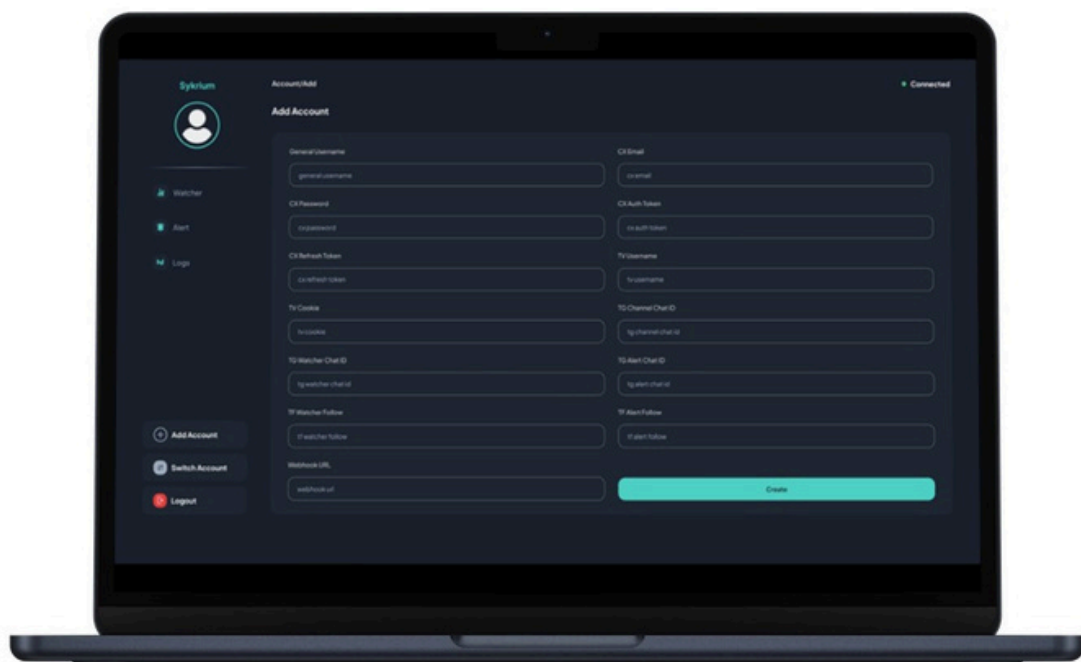 Sykrium
Watcher
Alert
Logs
Add Account
Switch Account
Logout
Account/Add
Connected
Add Account
General Username
general username
CX Email
cx email
CX Password
cx password
CX Auth Token
cx auth token
CX Refresh Token
cx refresh token
TV Username
tv username
TV Cookie
tv cookie
TG Channel Chat ID
tg channel chat id
TG Watcher Chat ID
tg watcher chat id
TG Alert Chat ID
tg alert chat id
TF Watcher Follow
tf watcher follow
TF Alert Follow
tf alert follow
Webhook URL
webhook url
Create